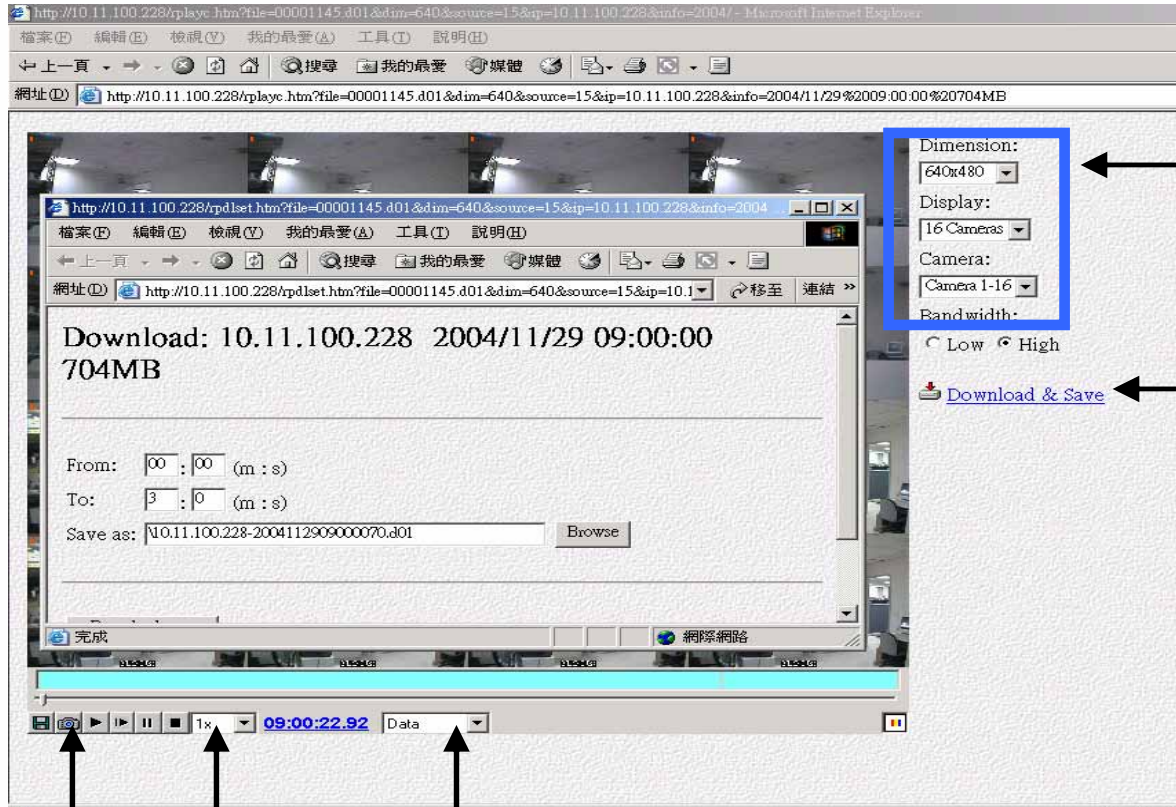 http://10.11.100.228/rplayc.htm?file=00001145.d01&dim=640&source=15&ip=10.11.100.228&info=2004/ - Microsoft Internet Explorer
檔案(F) 編輯(E) 檢視(V) 我的最愛(A) 工具(T) 說明(H)
上一頁 搜尋 我的最愛 媒體
網址(D) http://10.11.100.228/rplayc.htm?file=00001145.d01&dim=640&source=15&ip=10.11.100.228&info=2004/11/29%2009:00:00%20704MB
Dimension:
640x480
Display:
16 Cameras
Camera:
Camera 1-16
Bandwidth:
Low High
Download & Save
http://10.11.100.228/rpdlset.htm?file=00001145.d01&dim=640&source=15&ip=10.11.100.228&info=2004
檔案(F) 編輯(E) 檢視(V) 我的最愛(A) 工具(T) 說明(H)
上一頁 搜尋 我的最愛 媒體
網址(D) http://10.11.100.228/rpdlset.htm?file=00001145.d01&dim=640&source=15&ip=10.1 移至 連結 »
Download: 10.11.100.228 2004/11/29 09:00:00
704MB
From: 00 : 00 (m : s)
To: 3 : 0 (m : s)
Save as: \10.11.100.228-2004112909000070.d01 Browse
完成 網際網路
1x 09:00:22.92 Data